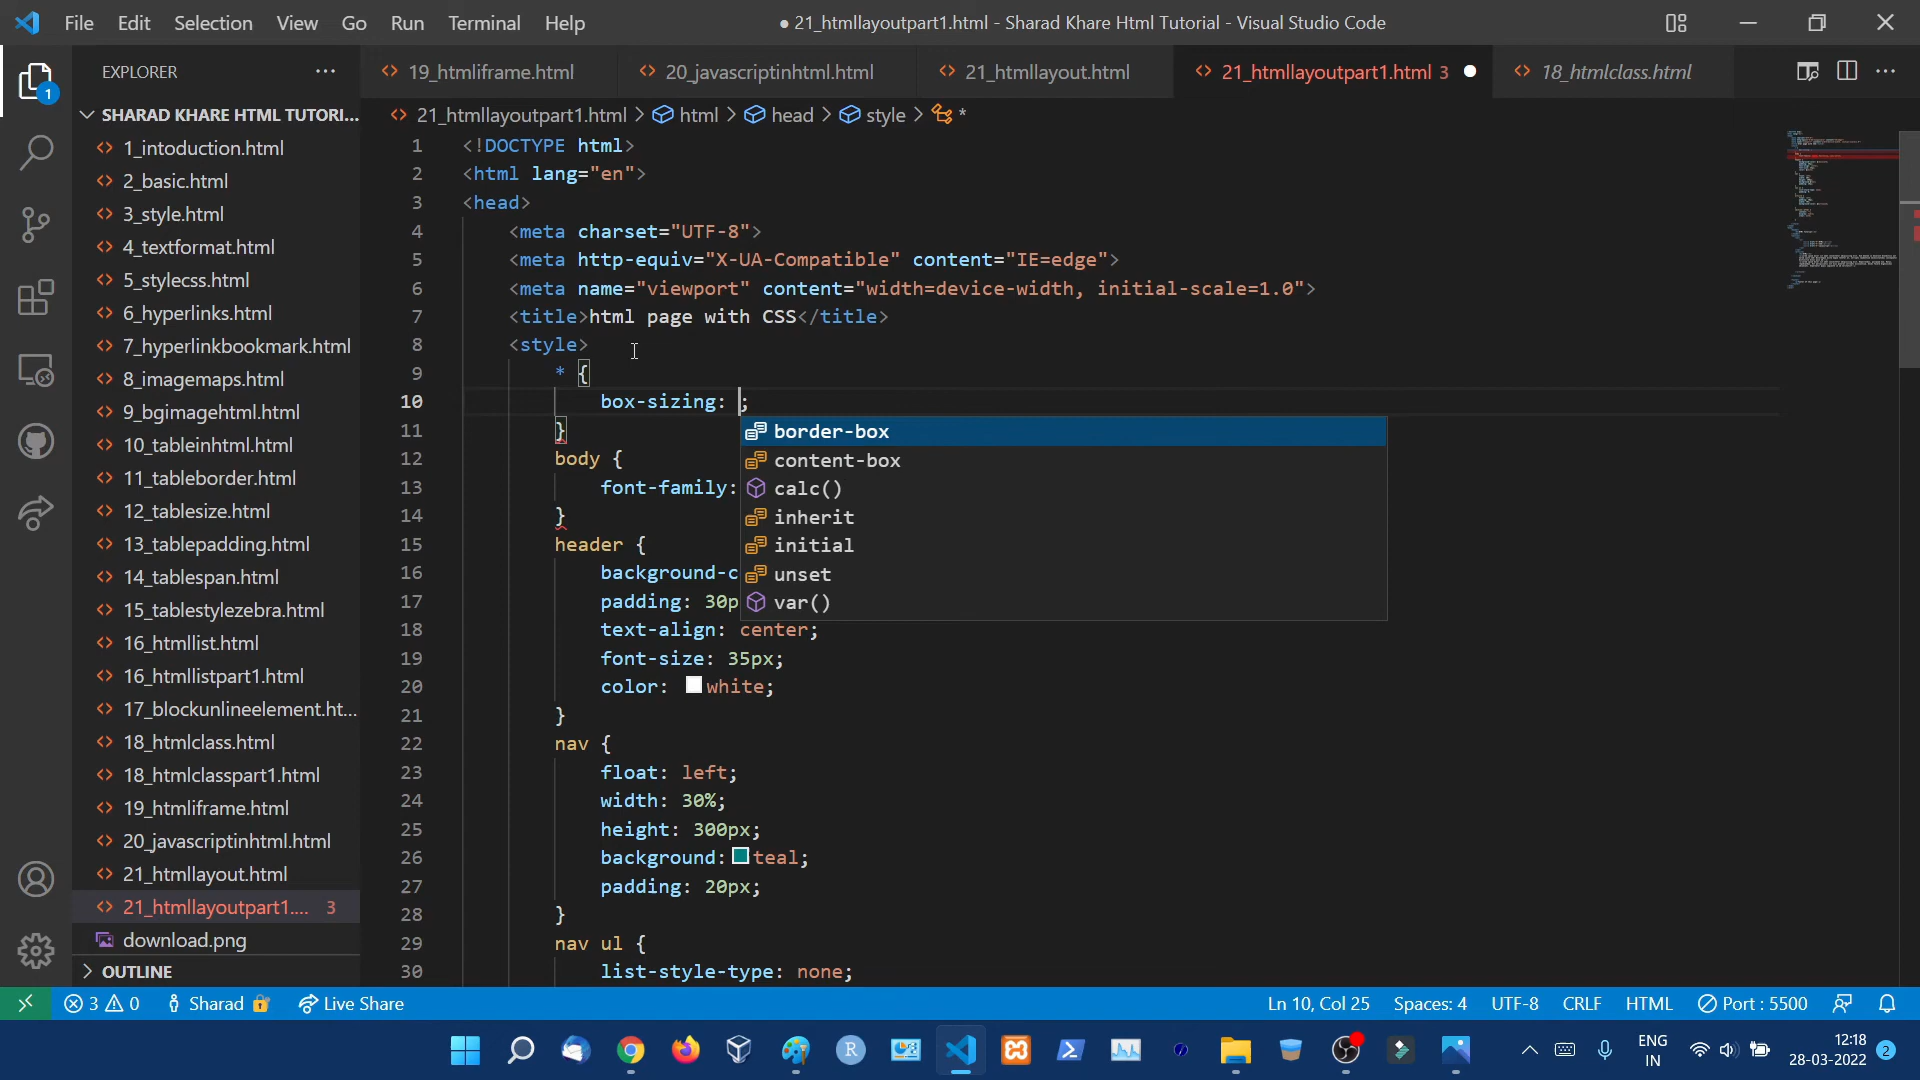 File Edit Selection View Go Run Terminal Help
● 21_htmllayoutpart1.html - Sharad Khare Html Tutorial - Visual Studio Code
EXPLORER
19_htmliframe.html
20_javascriptinhtml.html
21_htmllayout.html
21_htmllayoutpart1.html 3
18_htmlclass.html
1
SHARAD KHARE HTML TUTORI...
1_intoduction.html
2_basic.html
3_style.html
4_textformat.html
5_stylecss.html
6_hyperlinks.html
7_hyperlinkbookmark.html
8_imagemaps.html
9_bgimagehtml.html
10_tableinhtml.html
11_tableborder.html
12_tablesize.html
13_tablepadding.html
14_tablespan.html
15_tablestylezebra.html
16_htmllist.html
16_htmllistpart1.html
17_blockunlineelement.ht...
18_htmlclass.html
18_htmlclasspart1.html
19_htmliframe.html
20_javascriptinhtml.html
21_htmllayout.html
21_htmllayoutpart1.... 3
download.png
OUTLINE
21_htmllayoutpart1.html > html > head > style > *
1 <!DOCTYPE html>
2 <html lang="en">
3 <head>
4 <meta charset="UTF-8">
5 <meta http-equiv="X-UA-Compatible" content="IE=edge">
6 <meta name="viewport" content="width=device-width, initial-scale=1.0">
7 <title>html page with CSS</title>
8 <style>
9 * {
10 box-sizing: ;
11 }
12 body {
13 font-family:
14 }
15 header {
16 background-c
17 padding: 30p
18 text-align: center;
19 font-size: 35px;
20 color: white;
21 }
22 nav {
23 float: left;
24 width: 30%;
25 height: 300px;
26 background: teal;
27 padding: 20px;
28 }
29 nav ul {
30 list-style-type: none;
border-box
content-box
calc()
inherit
initial
unset
var()
3 0 Sharad Live Share
Ln 10, Col 25 Spaces: 4 UTF-8 CRLF HTML Port : 5500
R
ENG
IN
12:18
28-03-2022
2